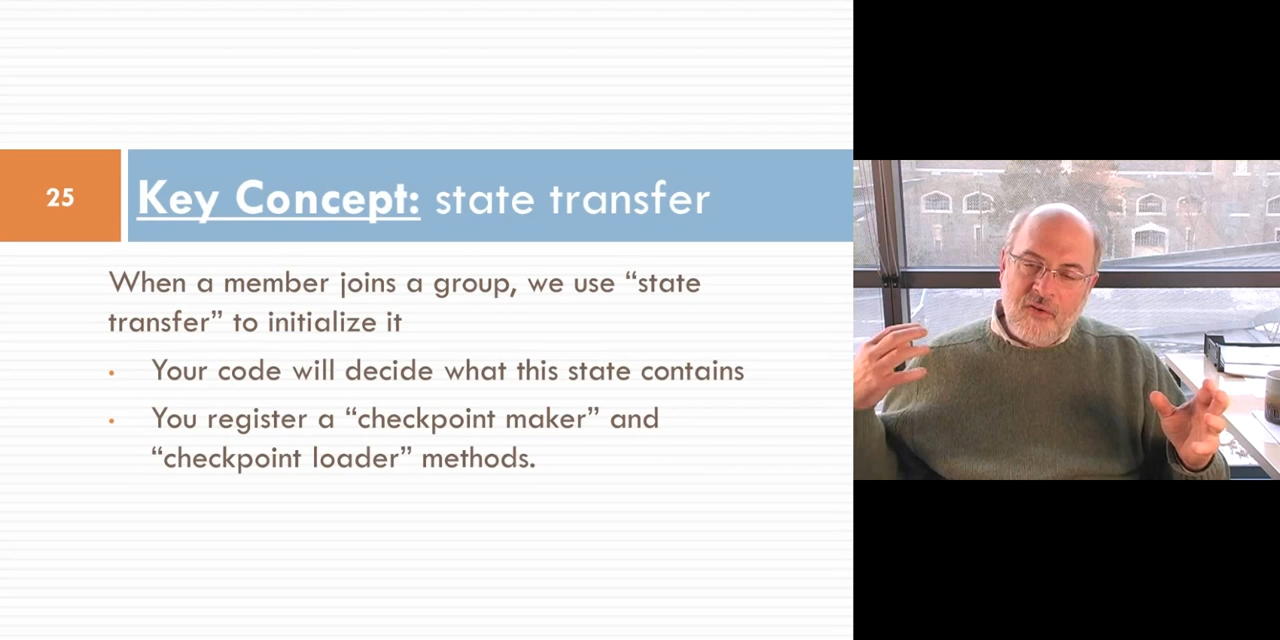 25
Key Concept: state transfer
When a member joins a group, we use “state
transfer” to initialize it
• Your code will decide what this state contains
• You register a “checkpoint maker” and
“checkpoint loader” methods.